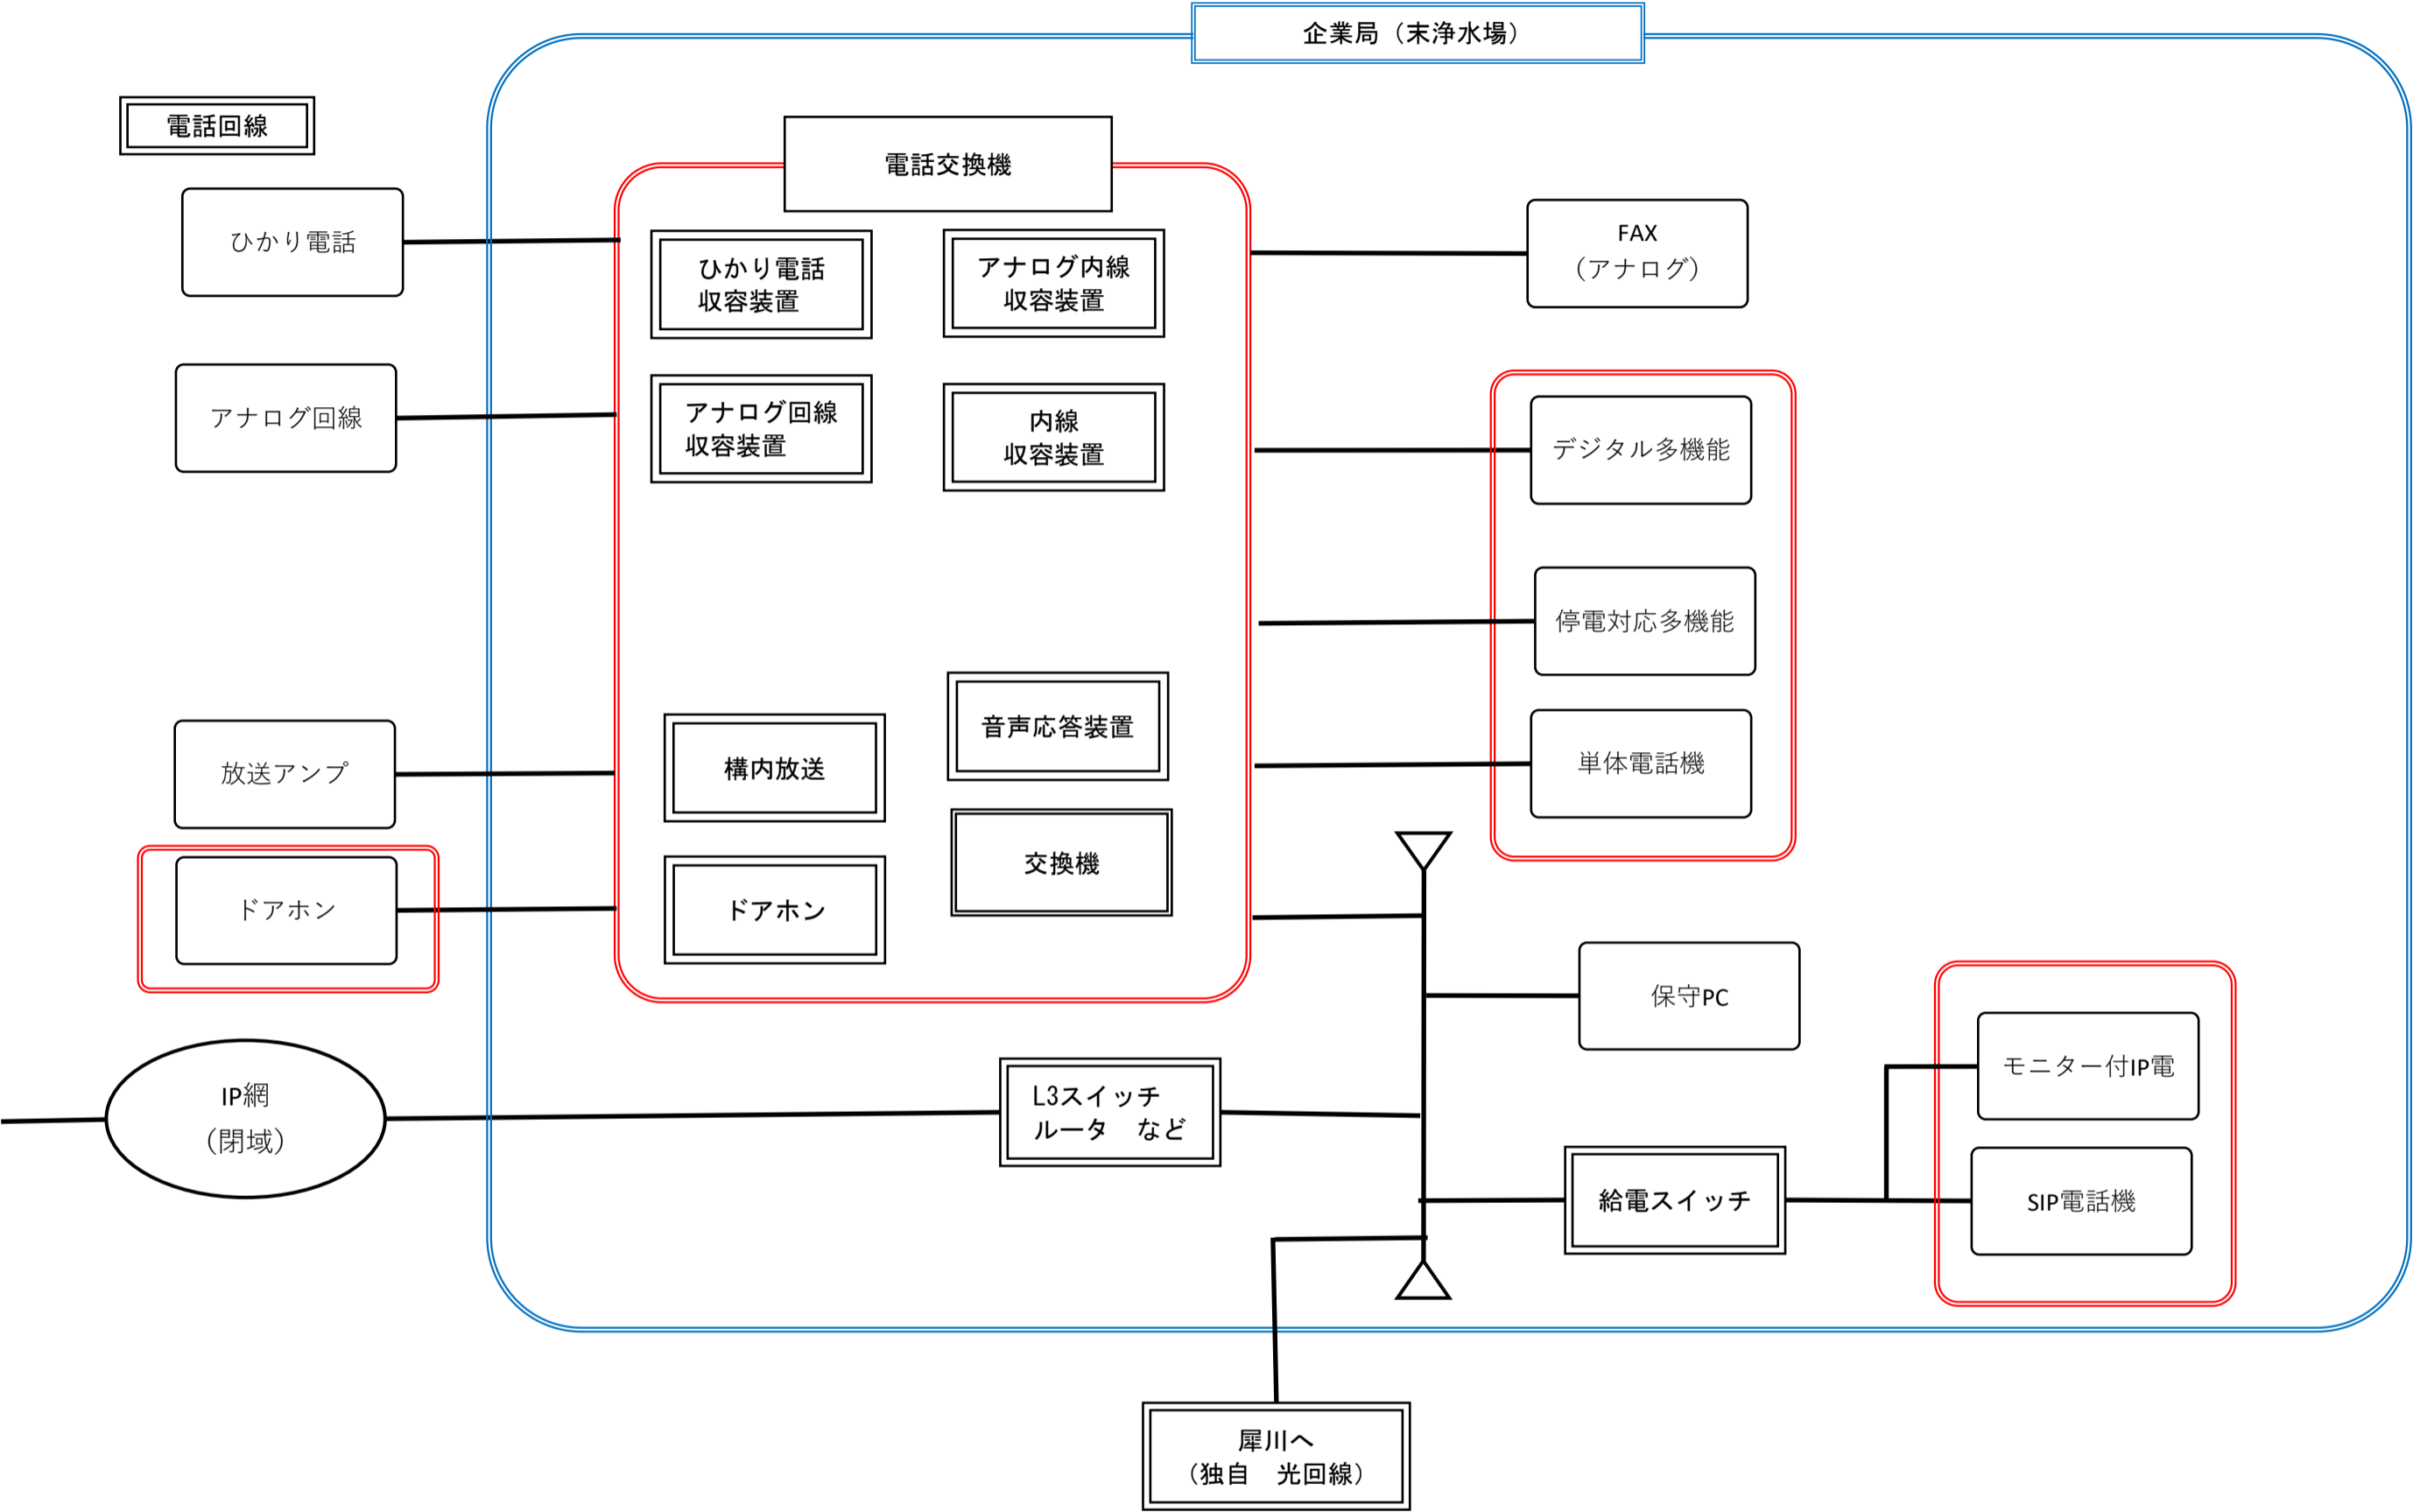 企業局（末浄水場）
電話回線
電話交換機
ひかり電話
ひかり電話
収容装置
アナログ内線
収容装置
FAX
（アナログ）
アナログ回線
アナログ回線
収容装置
内線
収容装置
デジタル多機能
停電対応多機能
放送アンプ
構内放送
音声応答装置
単体電話機
ドアホン
ドアホン
交換機
保守PC
IP網
（閉域）
L3スイッチ
ルータ　など
モニター付IP電
給電スイッチ
SIP電話機
犀川へ
（独自　光回線）